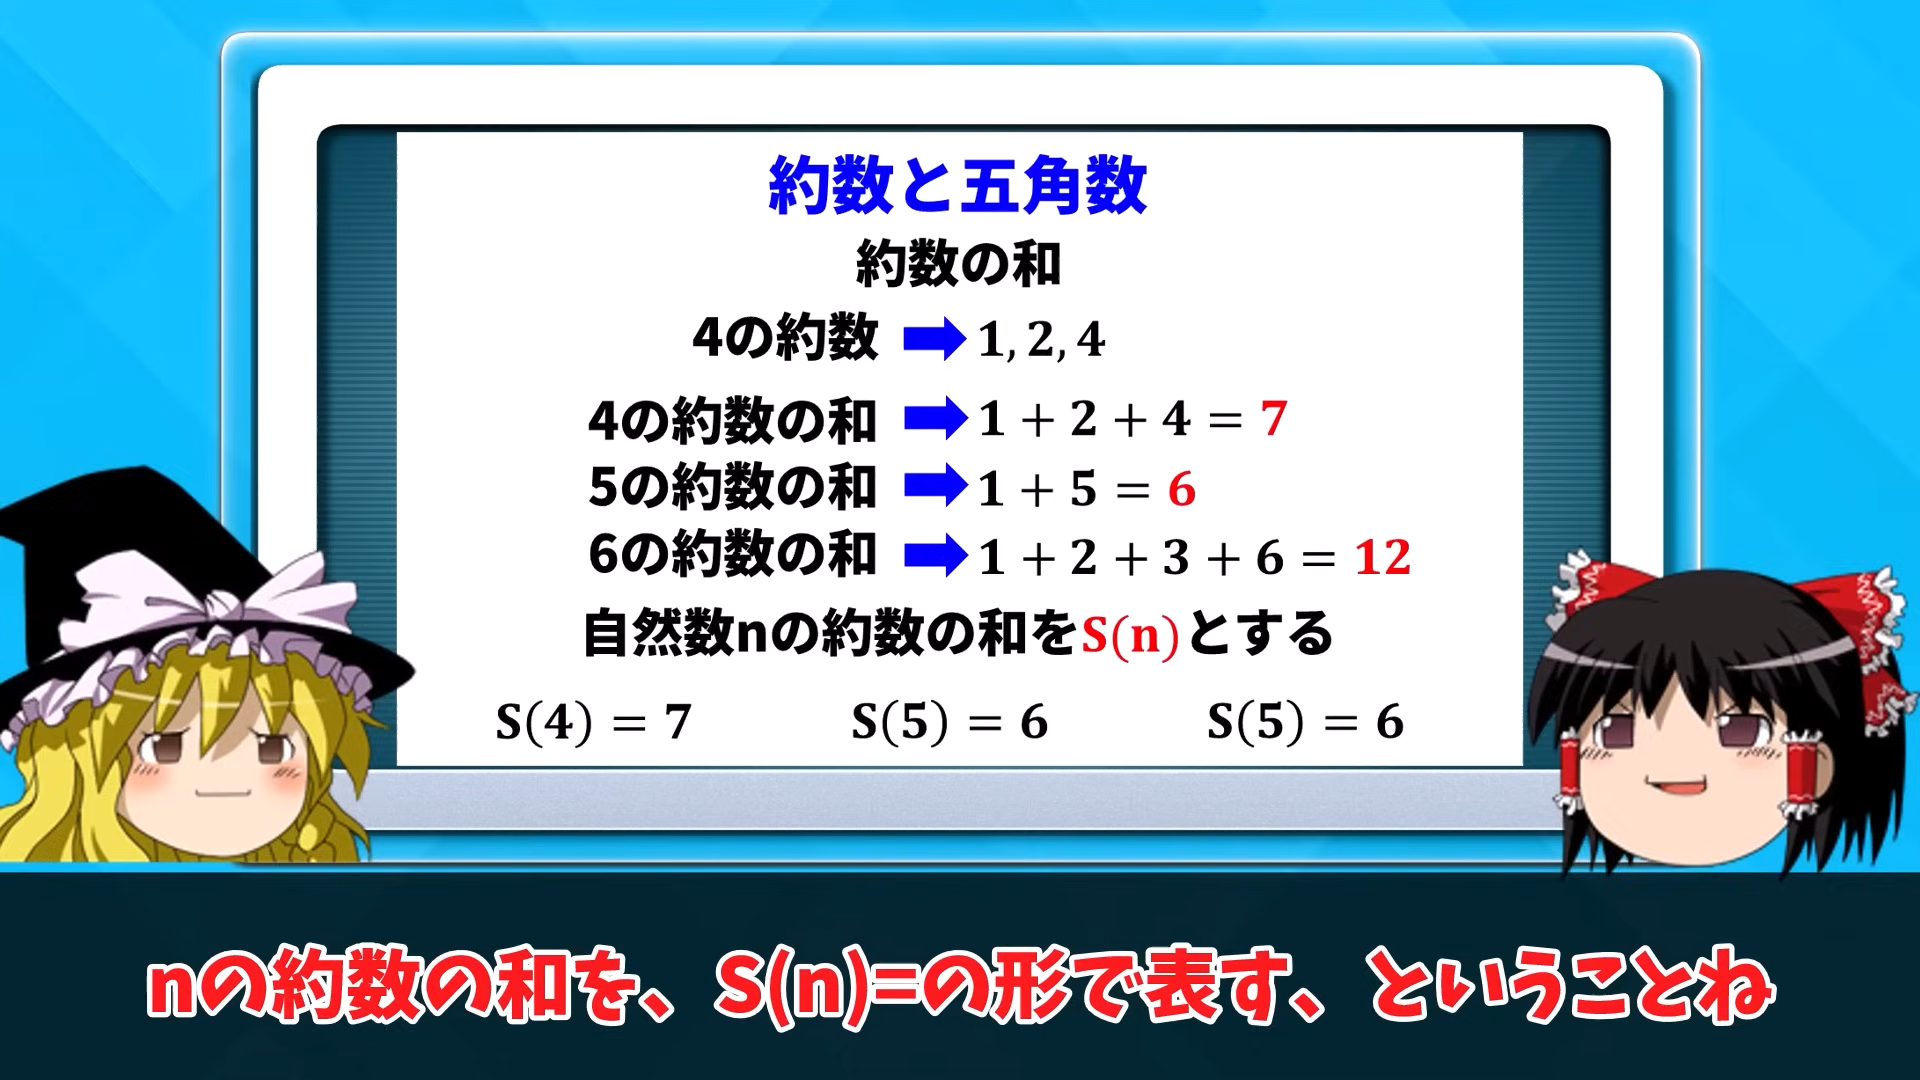 約数と五角数
約数の和
4の約数 ➡ 1, 2, 4
4の約数の和 ➡ 1 + 2 + 4 = 7
5の約数の和 ➡ 1 + 5 = 6
6の約数の和 ➡ 1 + 2 + 3 + 6 = 12
自然数nの約数の和をS(n)とする
S(4) = 7 S(5) = 6 S(5) = 6
nの約数の和を、S(n)=の形で表す、ということね